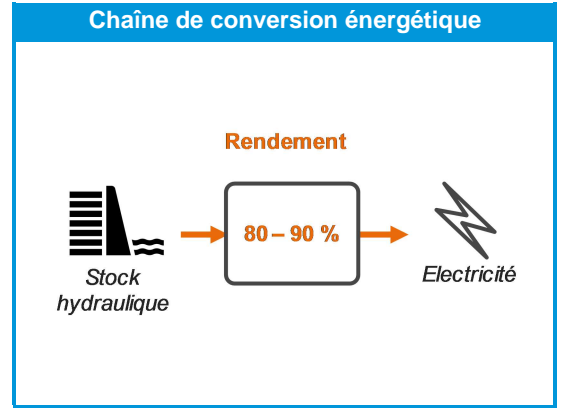 Chaîne de conversion énergétique
Rendement
80 – 90 %
Stock
hydraulique
Electricité